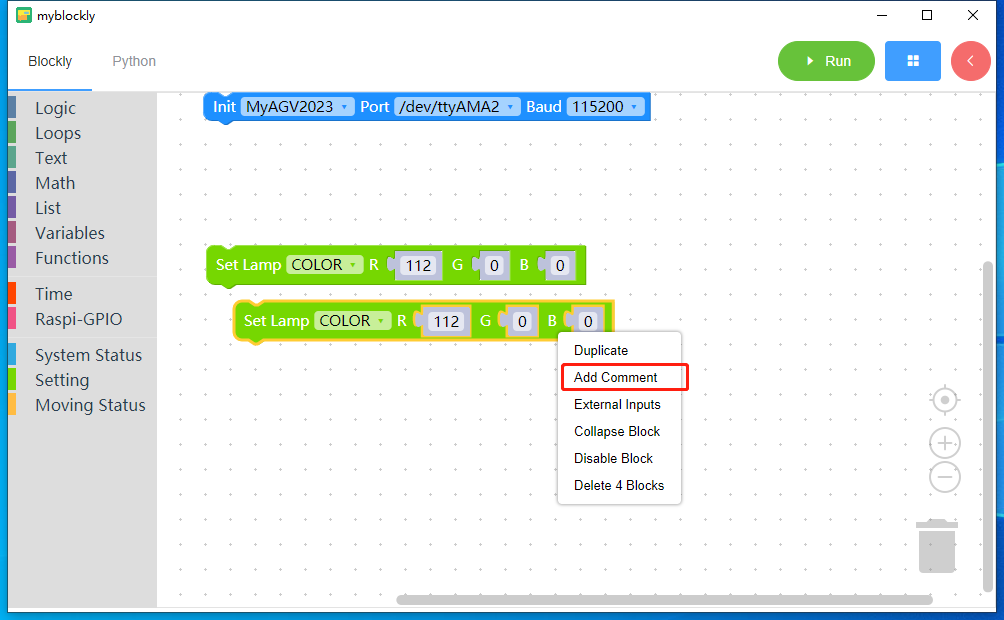 myblockly
Blockly Python Run
Logic
Loops
Text
Math
List
Variables
Functions
Time
Raspi-GPIO
System Status
Setting
Moving Status
Init MyAGV2023 Port /dev/ttyAMA2 Baud 115200
Set Lamp COLOR R 112 G 0 B 0
Set Lamp COLOR R 112 G 0 B 0
Duplicate
Add Comment
External Inputs
Collapse Block
Disable Block
Delete 4 Blocks